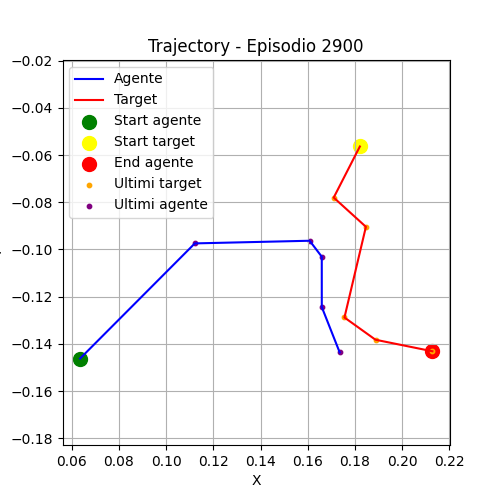 Trajectory - Episodio 2900
−0.02
−0.04
−0.06
−0.08
−0.10
−0.12
−0.14
−0.16
−0.18
Agente
Target
Start agente
Start target
End agente
Ultimi target
Ultimi agente
0.06 0.08 0.10 0.12 0.14 0.16 0.18 0.20 0.22
X